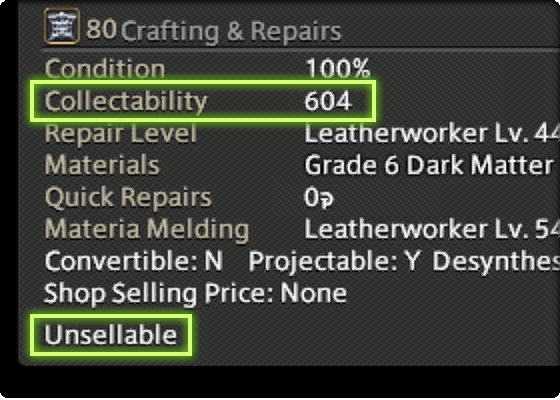 80 Crafting & Repairs
Condition 100%
Collectability 604
Repair Level Leatherworker Lv. 44
Materials Grade 6 Dark Matter
Quick Repairs 0
Materia Melding Leatherworker Lv. 54
Convertible: N Projectable: Y Desynthes
Shop Selling Price: None
Unsellable